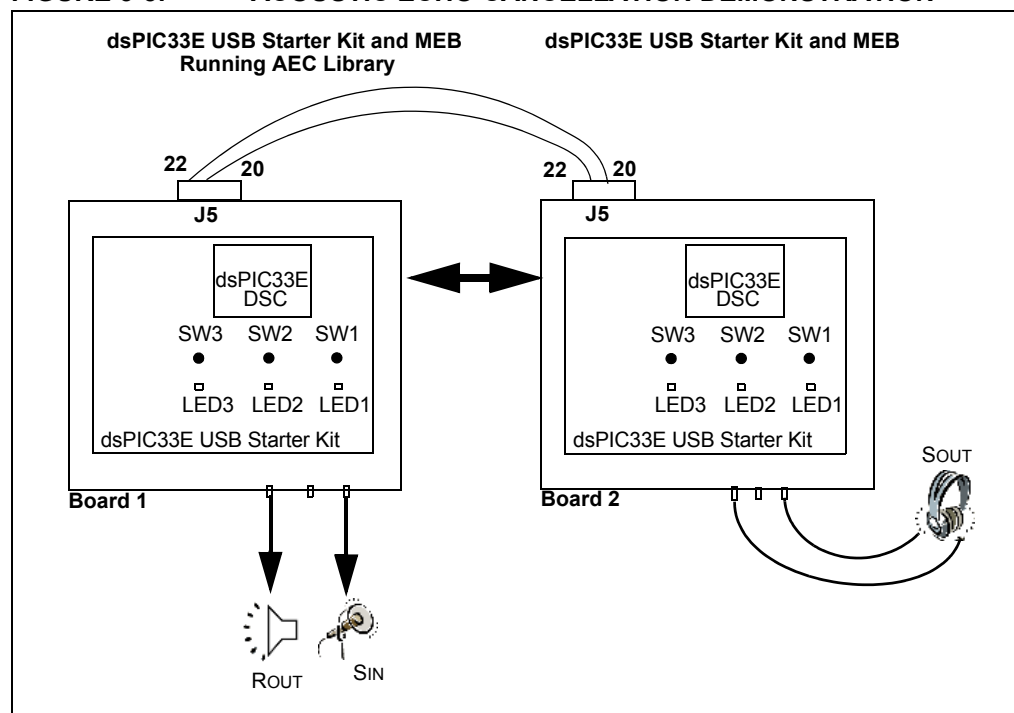 dsPIC33E USB Starter Kit and MEB
Running AEC Library
dsPIC33E USB Starter Kit and MEB
22 20
J5
22 20
J5
dsPIC33E
DSC
SW3 SW2 SW1
LED3 LED2 LED1
dsPIC33E USB Starter Kit
Board 1
dsPIC33E
DSC
SW3 SW2 SW1
LED3 LED2 LED1
dsPIC33E USB Starter Kit
Board 2
SOUT
ROUT
SIN